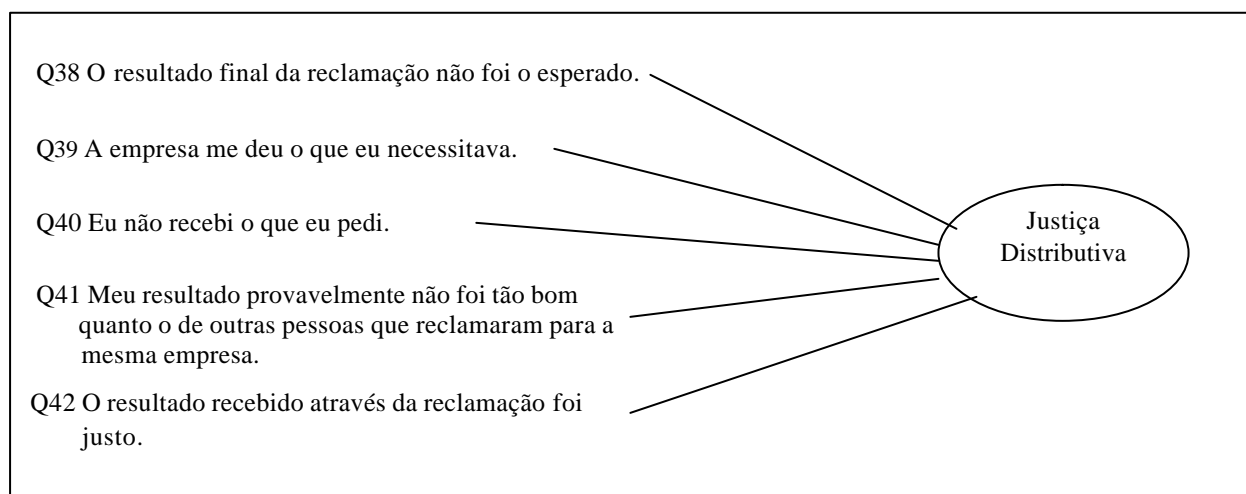 Q38 O resultado final da reclamação não foi o esperado.
Q39 A empresa me deu o que eu necessitava.
Q40 Eu não recebi o que eu pedi.
Q41 Meu resultado provavelmente não foi tão bom
quanto o de outras pessoas que reclamaram para a
mesma empresa.
Q42 O resultado recebido através da reclamação foi
justo.
Justiça
Distributiva